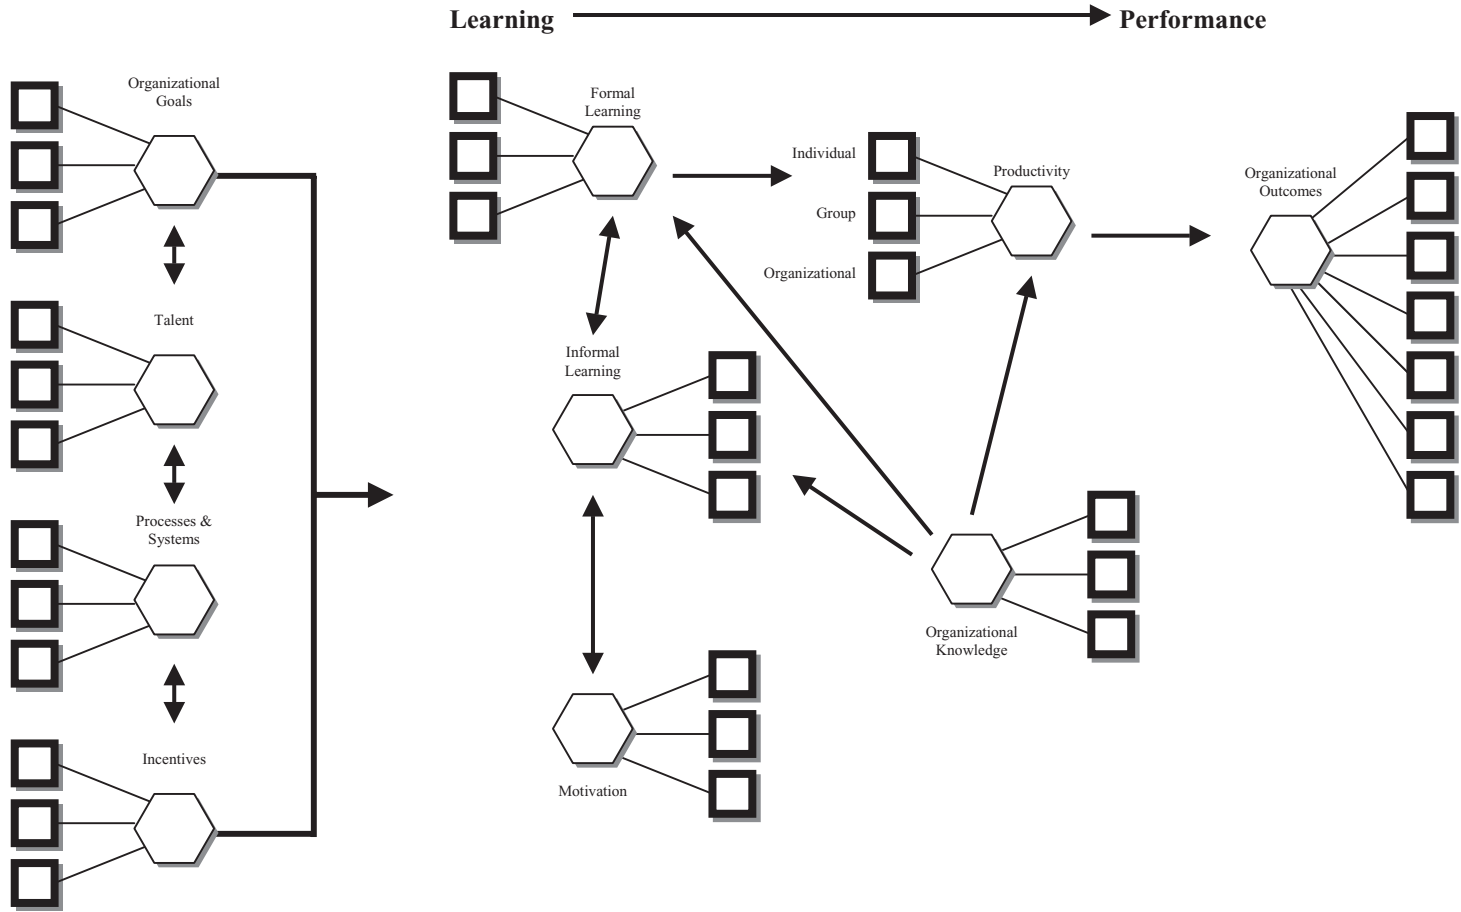 Learning
Performance
Organizational
Goals
Talent
Processes &
Systems
Incentives
Formal
Learning
Informal
Learning
Motivation
Individual
Group
Organizational
Productivity
Organizational
Knowledge
Organizational
Outcomes